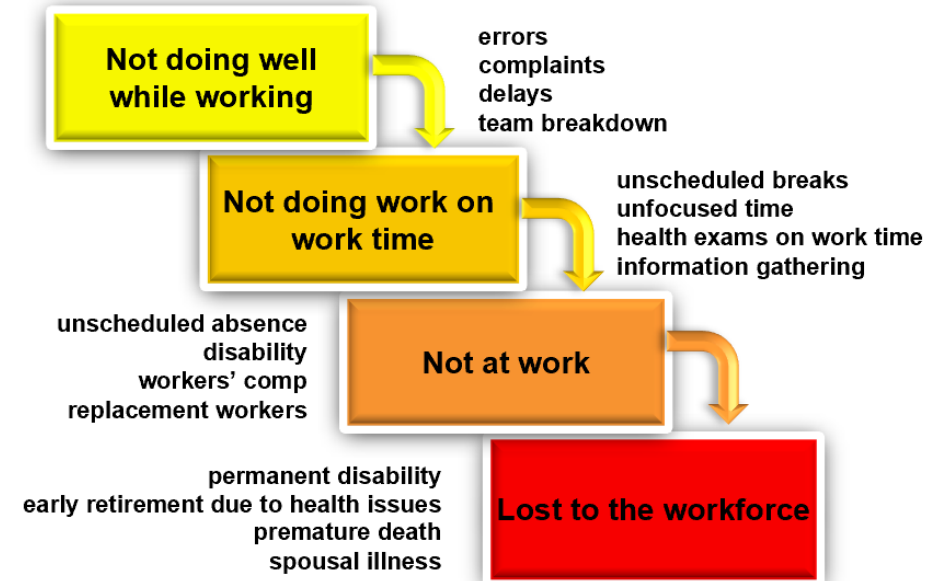 Not doing well
while working
errors
complaints
delays
team breakdown
Not doing work on
work time
unscheduled breaks
unfocused time
health exams on work time
information gathering
unscheduled absence
disability
workers’ comp
replacement workers
Not at work
permanent disability
early retirement due to health issues
premature death
spousal illness
Lost to the workforce